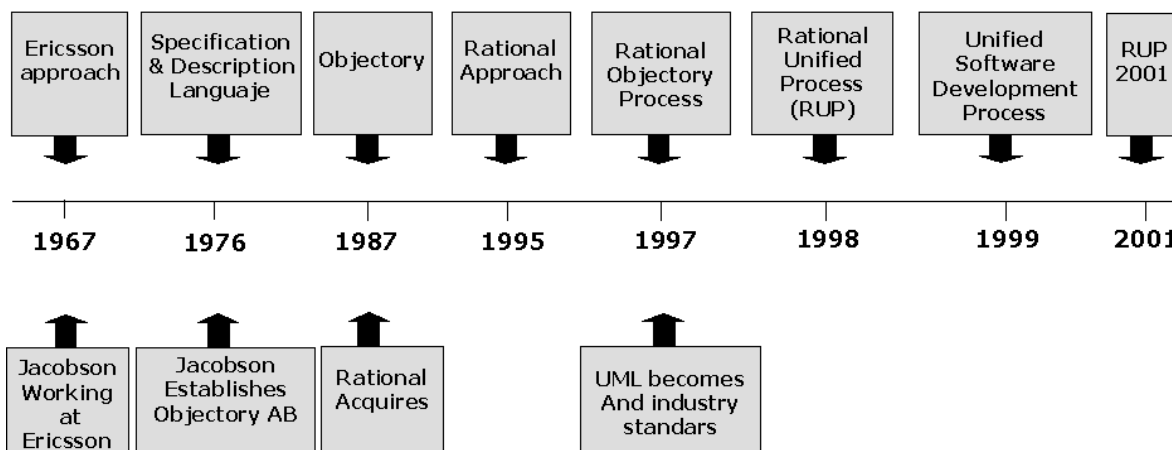 Ericsson
approach
Specification
& Description
Languaje
Objectory
Rational
Approach
Rational
Objectory
Process
Rational
Unified
Process
(RUP)
Unified
Software
Development
Process
RUP
2001
1967
1976
1987
1995
1997
1998
1999
2001
Jacobson
Working
at
Ericsson
Jacobson
Establishes
Objectory AB
Rational
Acquires
UML becomes
And industry
standars